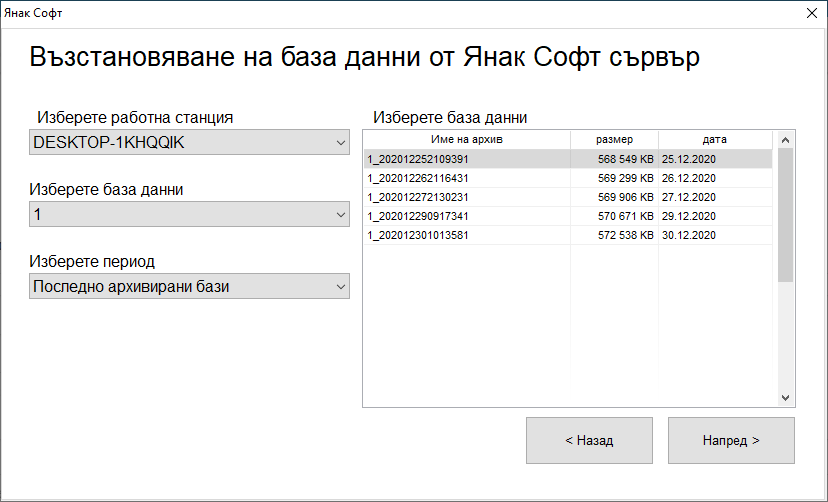 Янак Софт
Възстановяване на база данни от Янак Софт сървър
Изберете работна станция
DESKTOP-1KHQQIK
Изберете база данни
1
Изберете период
Последно архивирани бази
Изберете база данни
Име на архив размер дата
1_202012252109391 568 549 KB 25.12.2020
1_202012262116431 569 299 KB 26.12.2020
1_202012272130231 569 906 KB 27.12.2020
1_202012290917341 570 671 KB 29.12.2020
1_202012301013581 572 538 KB 30.12.2020
< Назад
Напред >